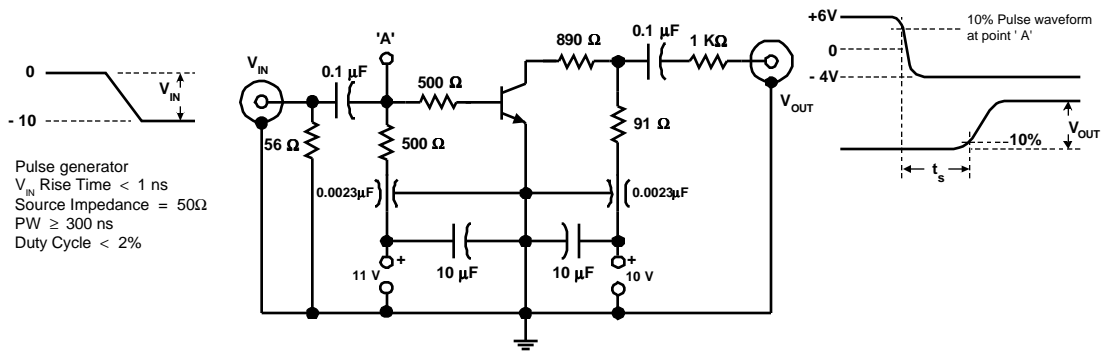 0
V_IN
- 10
Pulse generator
V_IN Rise Time < 1 ns
Source Impedance = 50Ω
PW ≥ 300 ns
Duty Cycle < 2%
V_IN
0.1 µF
'A'
56 Ω
500 Ω
500 Ω
0.0023µF
11 V
+
10 µF
890 Ω
0.1 µF
1 KΩ
91 Ω
V_OUT
0.0023µF
10 µF
+
10 V
+6V
0
- 4V
10% Pulse waveform
at point ' A'
10%
V_OUT
t_s